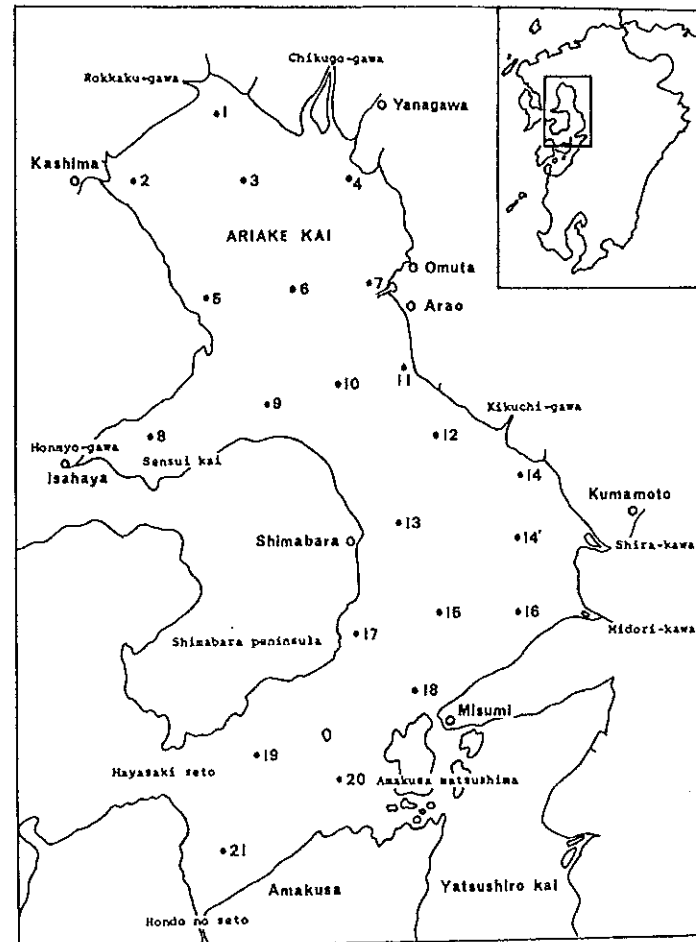 Chikugo-gawa
Rokkaku-gawa
Yanagawa
1
Kashima
2
3
4
ARIAKE KAI
Omuta
7
6
5
Arao
10
11
9
Kikuchi-gawa
12
8
Honmyo-gawa
Sensui kai
Isahaya
14
Kumamoto
13
Shimabara
14'
Shira-kawa
15
16
17
Midori-kawa
Shimabara peninsula
18
Misumi
19
Hayasaki seto
20
Amakusa matsushima
21
Amakusa
Yatsushiro kai
Hondo no seto